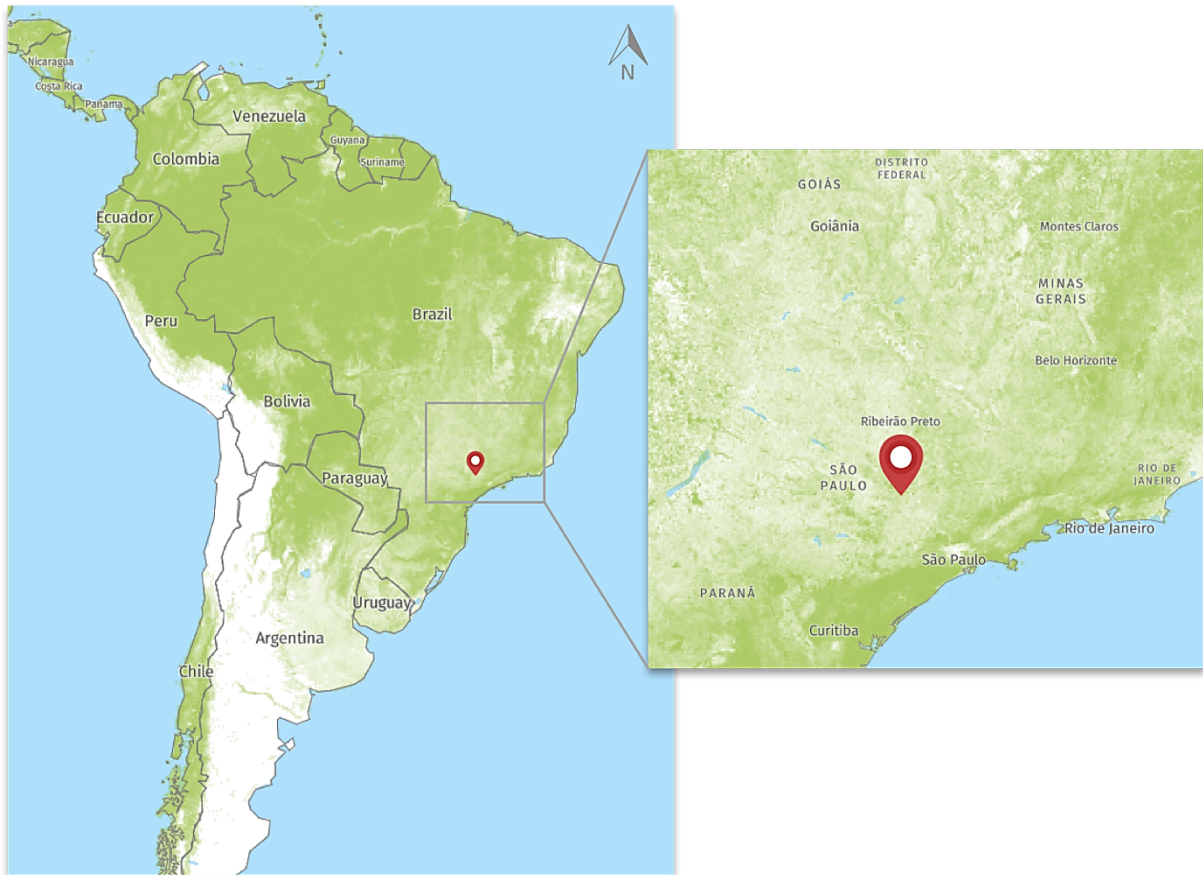 Nicaragua
Costa Rica
Panama
Venezuela
Guyana
Suriname
Colombia
Ecuador
Brazil
Peru
Bolivia
Paraguay
Uruguay
Argentina
Chile
N
DISTRITO
FEDERAL
GOIÁS
Goiânia
Montes Claros
MINAS
GERAIS
Belo Horizonte
Ribeirão Preto
SÃO
PAULO
RIO DE
JANEIRO
Rio de Janeiro
São Paulo
PARANÁ
Curitiba